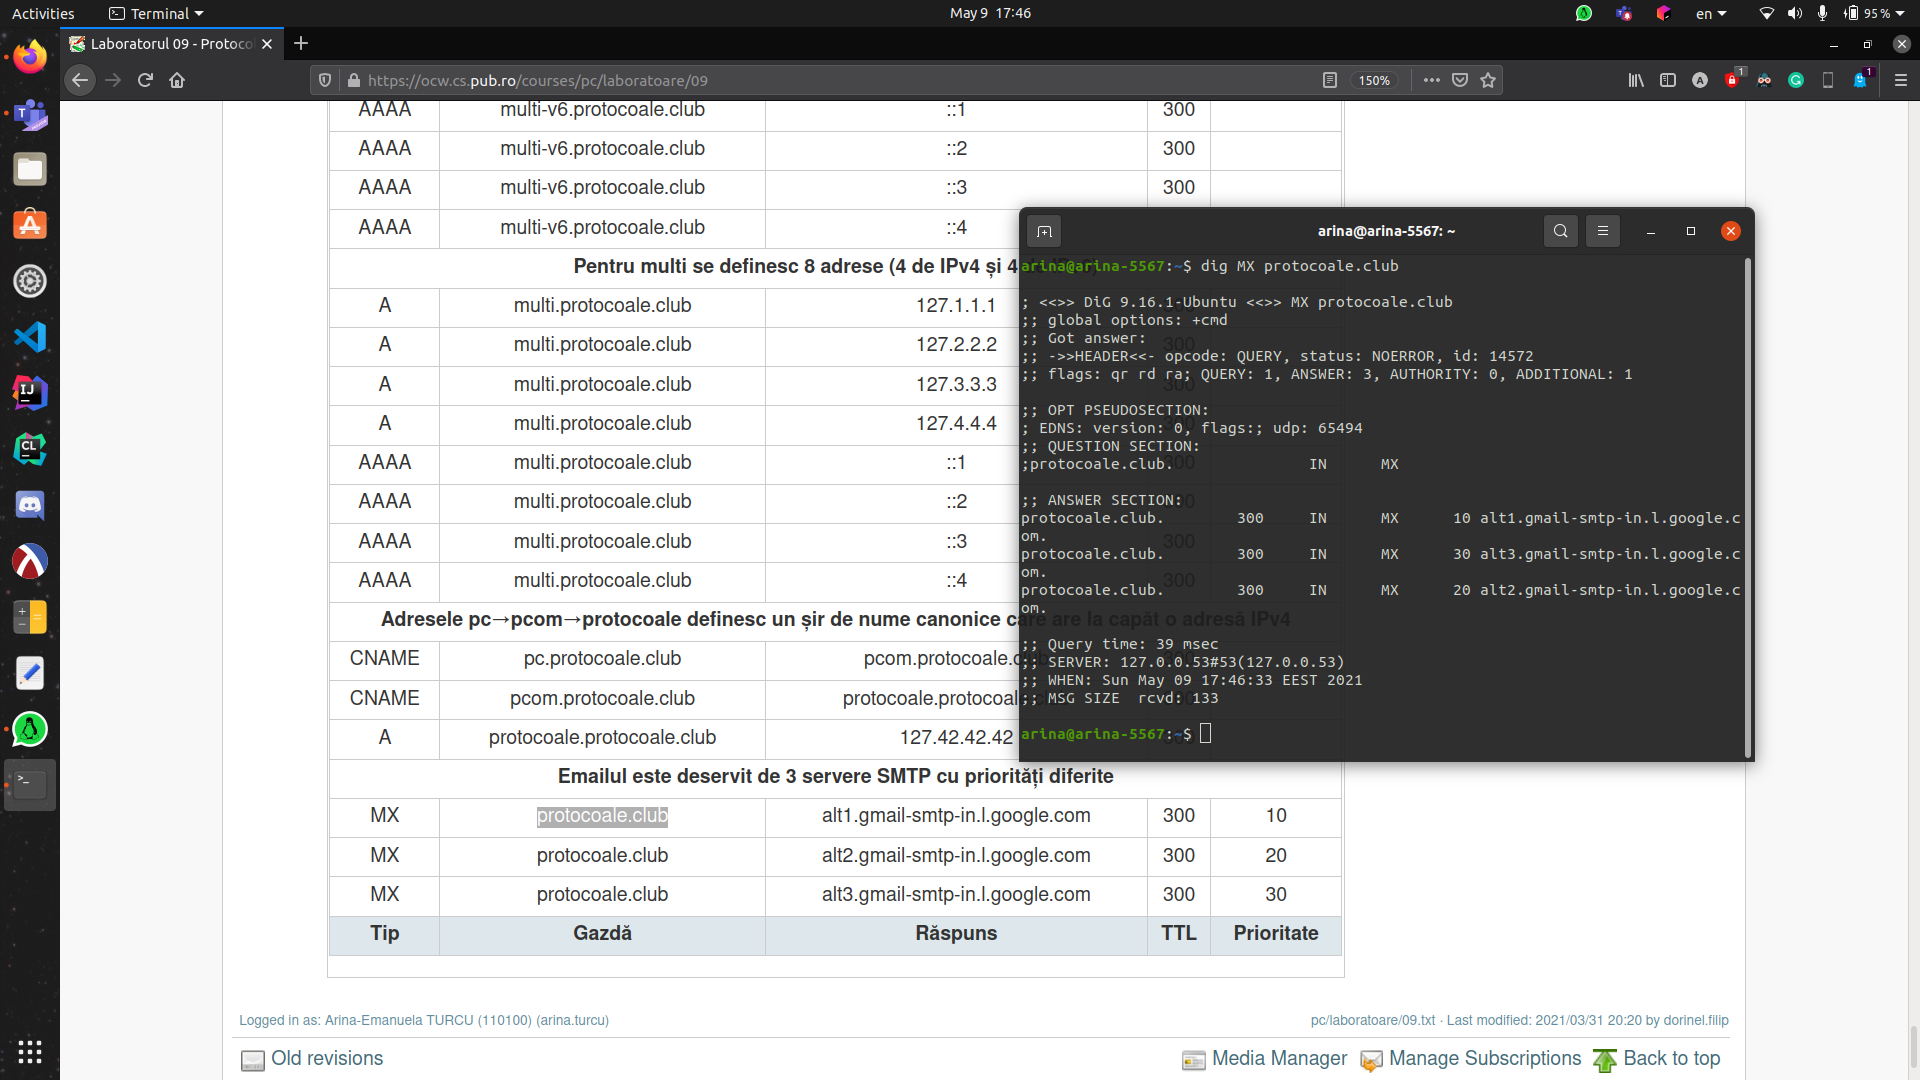 Activities Terminal May 9 17:46 en 95 %
Laboratorul 09 - Protoco
https://ocw.cs.pub.ro/courses/pc/laboratoare/09 150% 1 1
AAAA multi-v6.protocoale.club ::1 300
AAAA multi-v6.protocoale.club ::2 300
AAAA multi-v6.protocoale.club ::3 300
AAAA multi-v6.protocoale.club ::4
Pentru multi se definesc 8 adrese (4 de IPv4 și 4
A multi.protocoale.club 127.1.1.1
A multi.protocoale.club 127.2.2.2
A multi.protocoale.club 127.3.3.3
A multi.protocoale.club 127.4.4.4
AAAA multi.protocoale.club ::1 300
AAAA multi.protocoale.club ::2 300
AAAA multi.protocoale.club ::3 300
AAAA multi.protocoale.club ::4 300
Adresele pc→pcom→protocoale definesc un șir de nume canonice care are la capăt o adresă IPv4
CNAME pc.protocoale.club pcom.protocoale.c
CNAME pcom.protocoale.club protocoale.protocoal
A protocoale.protocoale.club 127.42.42.42
Emailul este deservit de 3 servere SMTP cu priorități diferite
MX protocoale.club alt1.gmail-smtp-in.l.google.com 300 10
MX protocoale.club alt2.gmail-smtp-in.l.google.com 300 20
MX protocoale.club alt3.gmail-smtp-in.l.google.com 300 30
Tip Gazdă Răspuns TTL Prioritate
Logged in as: Arina-Emanuela TURCU (110100) (arina.turcu) pc/laboratoare/09.txt · Last modified: 2021/03/31 20:20 by dorinel.filip
Old revisions Media Manager Manage Subscriptions Back to top
arina@arina-5567: ~
arina@arina-5567:~$ dig MX protocoale.club
; <<>> DiG 9.16.1-Ubuntu <<>> MX protocoale.club
;; global options: +cmd
;; Got answer:
;; ->>HEADER<<- opcode: QUERY, status: NOERROR, id: 14572
;; flags: qr rd ra; QUERY: 1, ANSWER: 3, AUTHORITY: 0, ADDITIONAL: 1
;; OPT PSEUDOSECTION:
; EDNS: version: 0, flags:; udp: 65494
;; QUESTION SECTION:
;protocoale.club. IN MX
;; ANSWER SECTION:
protocoale.club. 300 IN MX 10 alt1.gmail-smtp-in.l.google.c
om.
protocoale.club. 300 IN MX 30 alt3.gmail-smtp-in.l.google.c
om.
protocoale.club. 300 IN MX 20 alt2.gmail-smtp-in.l.google.c
om.
;; Query time: 39 msec
;; SERVER: 127.0.0.53#53(127.0.0.53)
;; WHEN: Sun May 09 17:46:33 EEST 2021
;; MSG SIZE rcvd: 133
arina@arina-5567:~$